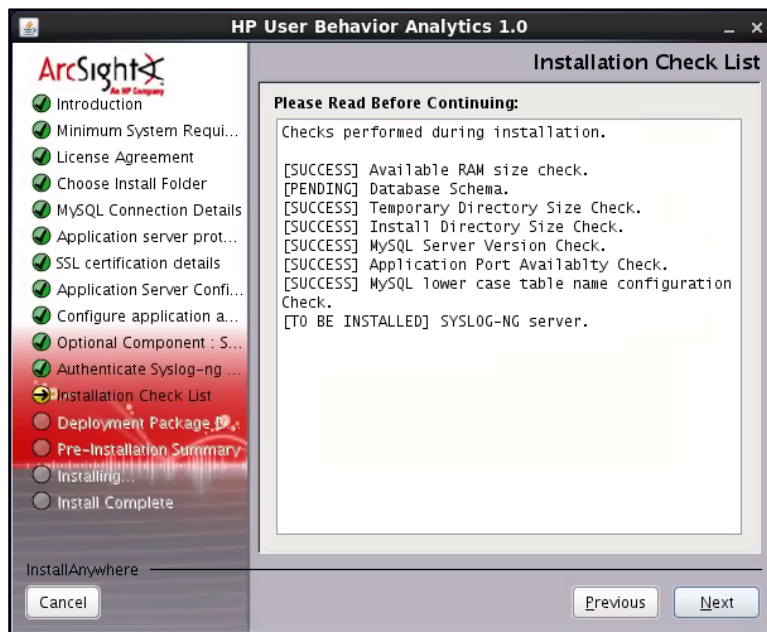 HP User Behavior Analytics 1.0
ArcSight
An HP Company
Introduction
Minimum System Requi...
License Agreement
Choose Install Folder
MySQL Connection Details
Application server prot...
SSL certification details
Application Server Confi...
Configure application a...
Optional Component : S...
Authenticate Syslog-ng ...
Installation Check List
Deployment Package D...
Pre-Installation Summary
Installing...
Install Complete
Installation Check List
Please Read Before Continuing:
Checks performed during installation.
[SUCCESS] Available RAM size check.
[PENDING] Database Schema.
[SUCCESS] Temporary Directory Size Check.
[SUCCESS] Install Directory Size Check.
[SUCCESS] MySQL Server Version Check.
[SUCCESS] Application Port Availablty Check.
[SUCCESS] MySQL lower case table name configuration
Check.
[TO BE INSTALLED] SYSLOG-NG server.
InstallAnywhere
Cancel
Previous
Next